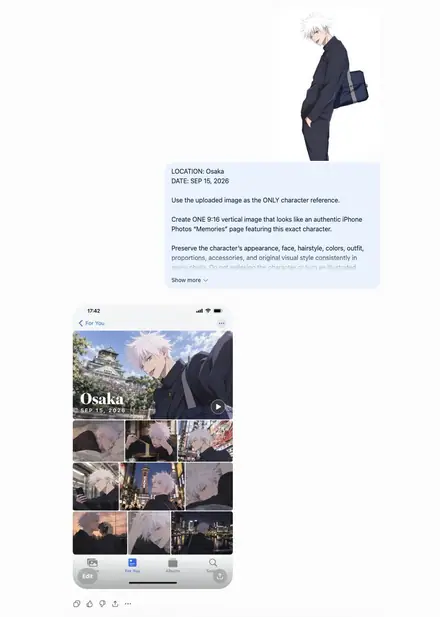 LOCATION: Osaka
DATE: SEP 15, 2026
Use the uploaded image as the ONLY character reference.
Create ONE 9:16 vertical image that looks like an authentic iPhone
Photos “Memories” page featuring this exact character.
Preserve the character's appearance, face, hairstyle, colors, outfit,
proportions, accessories, and original visual style consistently in
Show more
17:42
For You
Osaka
SEP 15, 2026
For You
Albums
Edit